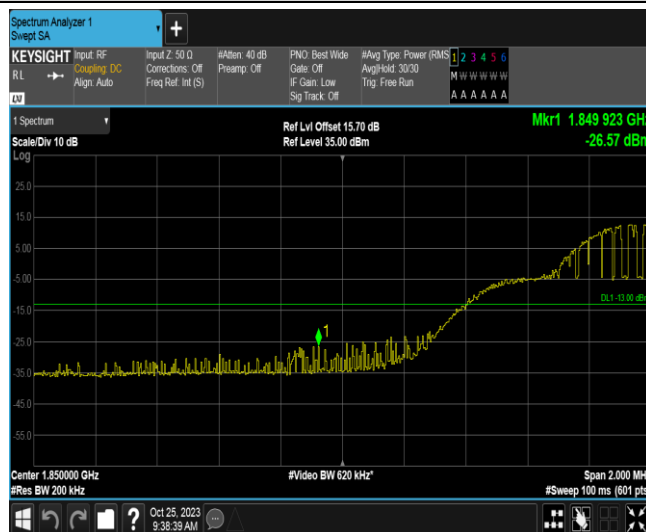 Spectrum Analyzer 1
Swept SA
+
KEYSIGHT
RL
Input: RF
Coupling: DC
Align: Auto
Input Z: 50 Ω
Corrections: Off
Freq Ref: Int (S)
#Atten: 40 dB
Preamp: Off
PNO: Best Wide
Gate: Off
IF Gain: Low
Sig Track: Off
#Avg Type: Power (RMS
Avg|Hold: 30/30
Trig: Free Run
1 2 3 4 5 6
M W W W W W
A A A A A A
LXI
1 Spectrum
Scale/Div 10 dB
Log
Ref Lvl Offset 15.70 dB
Ref Level 35.00 dBm
Mkr1 1.849 923 GHz
-26.57 dBm
25.0
15.0
5.00
-5.00
-15.0
-25.0
-35.0
-45.0
-55.0
1
DL1 -13.00 dBm
Center 1.850000 GHz
#Res BW 200 kHz
#Video BW 620 kHz*
Span 2.000 MH
#Sweep 100 ms (601 pts
?
Oct 25, 2023
9:38:39 AM